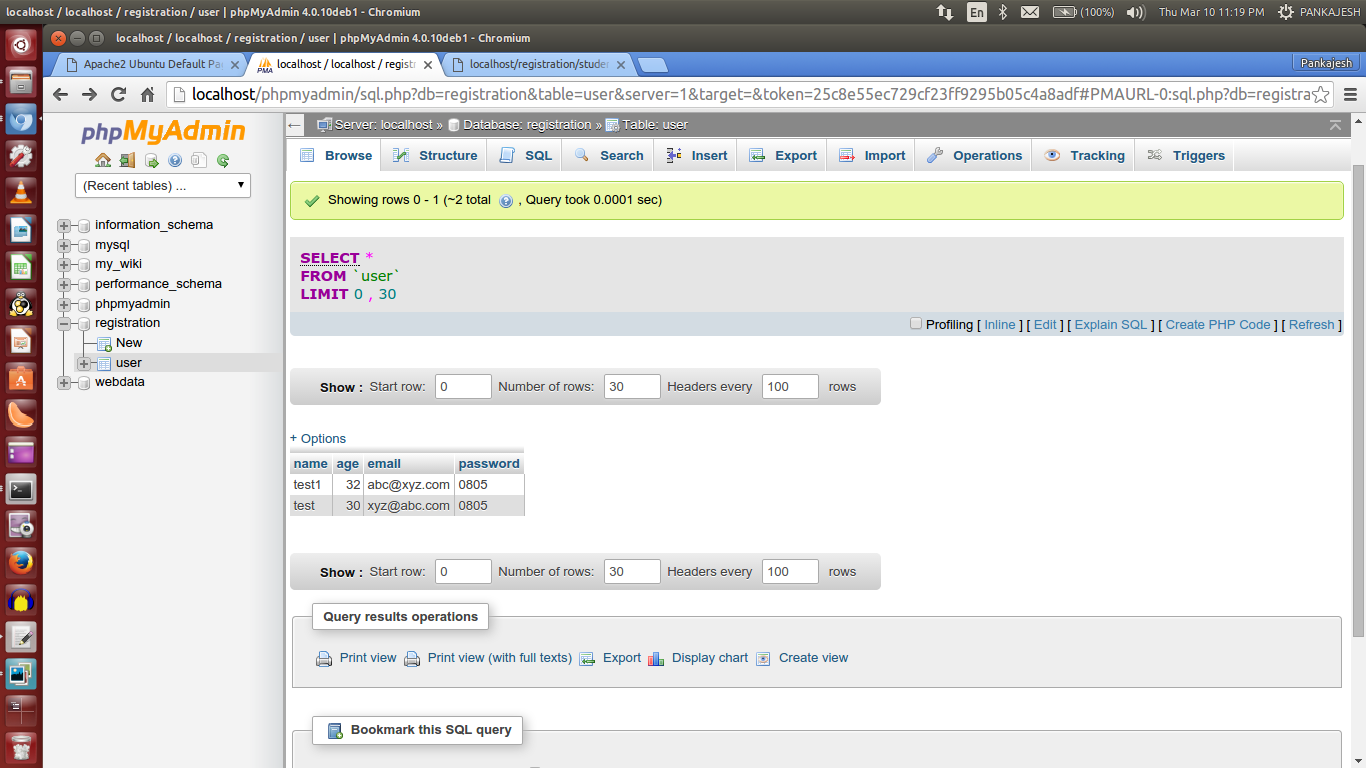 localhost / localhost / registration / user | phpMyAdmin 4.0.10deb1 - Chromium En (100%) Thu Mar 10 11:19 PM PANKAJESH
localhost / localhost / registration / user | phpMyAdmin 4.0.10deb1 - Chromium
Apache2 Ubuntu Default Pa localhost / localhost / registr localhost/registration/stude Pankajesh
localhost/phpmyadmin/sql.php?db=registration&table=user&server=1&target=&token=25c8e55ec729cf23ff9295b05c4a8adf#PMAURL-0:sql.php?db=registra
phpMyAdmin
(Recent tables) ...
information_schema
mysql
my_wiki
performance_schema
phpmyadmin
registration
New
user
webdata
Server: localhost » Database: registration » Table: user
Browse Structure SQL Search Insert Export Import Operations Tracking Triggers
Showing rows 0 - 1 (~2 total , Query took 0.0001 sec)
SELECT *
FROM `user`
LIMIT 0 , 30
Profiling [ Inline ] [ Edit ] [ Explain SQL ] [ Create PHP Code ] [ Refresh ]
Show : Start row: 0 Number of rows: 30 Headers every 100 rows
+ Options
name age email password
test1 32 abc@xyz.com 0805
test 30 xyz@abc.com 0805
Show : Start row: 0 Number of rows: 30 Headers every 100 rows
Query results operations
Print view Print view (with full texts) Export Display chart Create view
Bookmark this SQL query